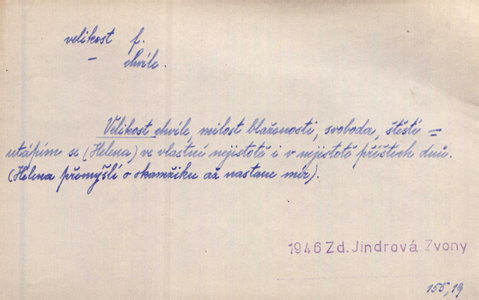 velikost f.
– chvíle.
Velikost chvíle, milost blaženosti, svoboda, štěstí =
utápím se (Helena) ve vlastní nejistotě i v nejistotě příštích dnů.
(Helena přemýšlí o okamžiku až nastane mír).
1946 Zd. Jindrová Zvony
155,19